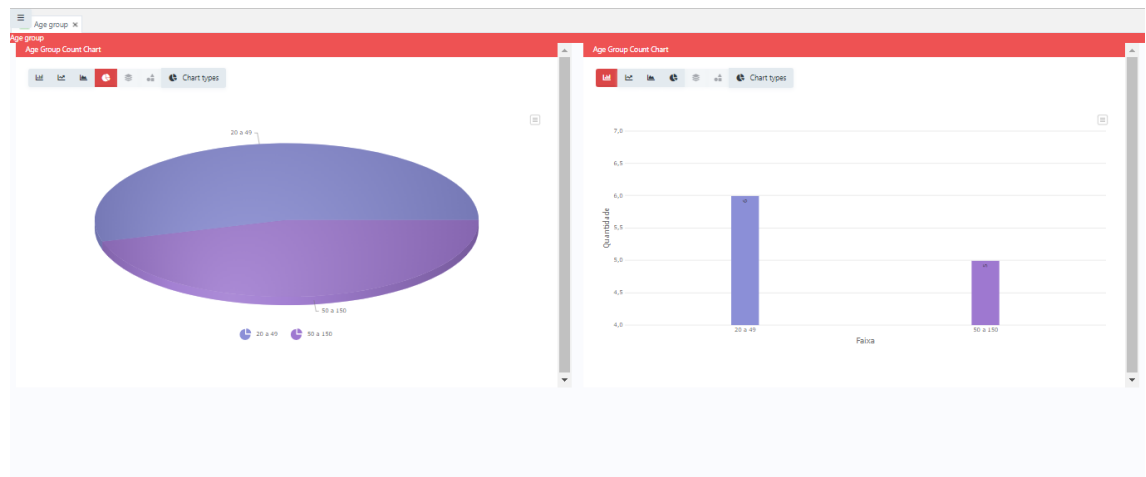 Age group ×
Age group
Age Group Count Chart
Chart types
20 a 49
50 a 150
20 a 49 50 a 150
Age Group Count Chart
Chart types
7,0
6,5
6,0
5,5
5,0
4,5
4,0
Quantidade
20 a 49 50 a 150
Faixa